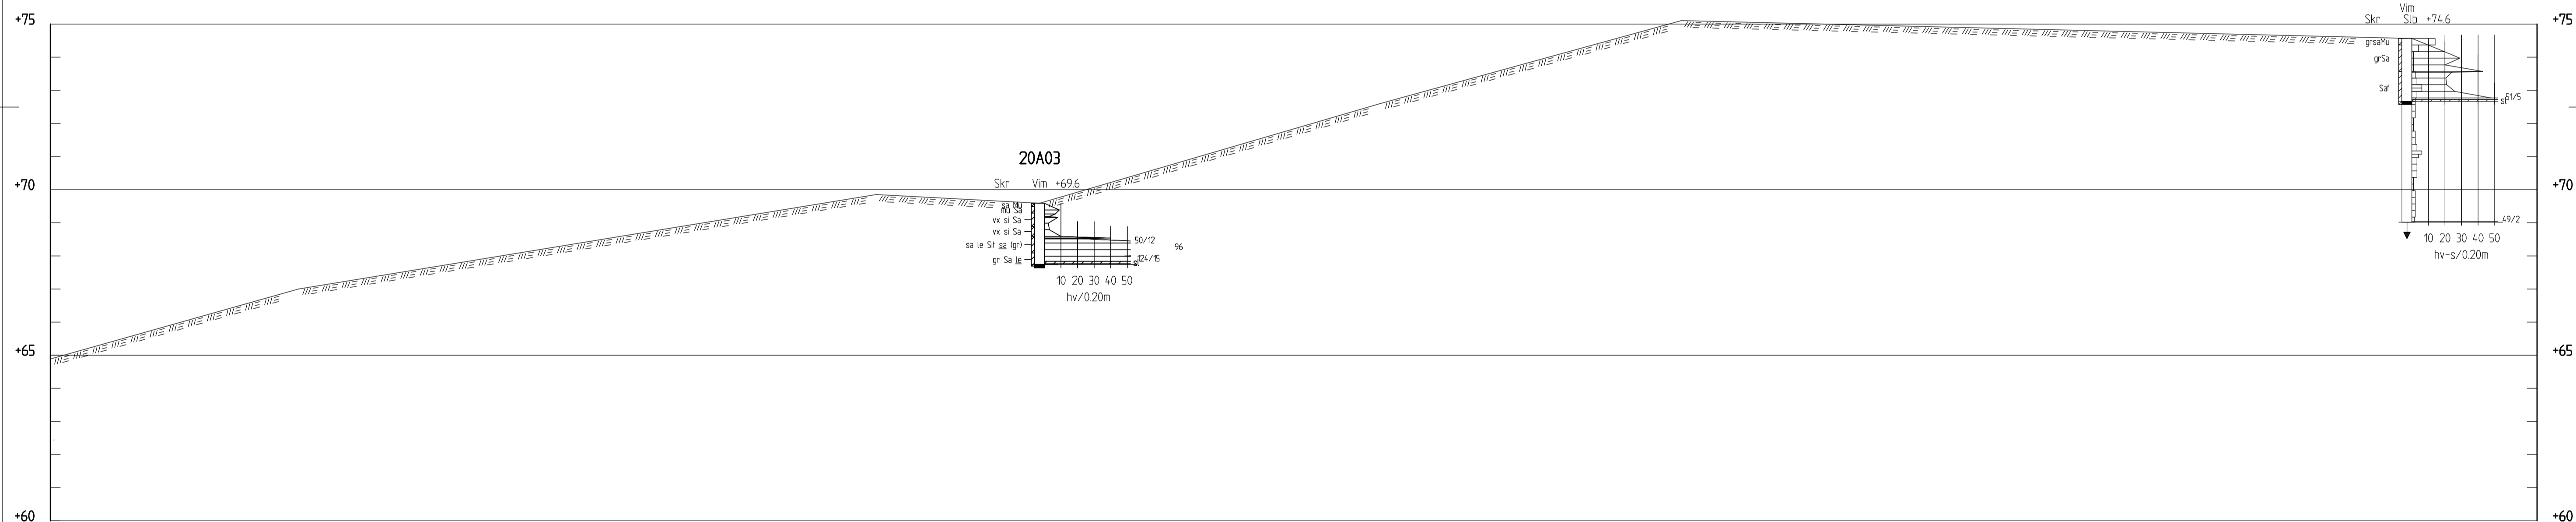 Vim
+75 Skr Slb +74.6 +75
grsaMu
grSa
Saf
51/5
sl
20A03
+70 Skr Vim +69.6 +70
sa Mu
mu Sa
vx si Sa
vx si Sa
50/12
sa le Sif sa (gr) 96
124/15
gr Sa le
10 20 30 40 50
hv/0.20m
49/2
10 20 30 40 50
hv-s/0.20m
+65 +65
+60 +60